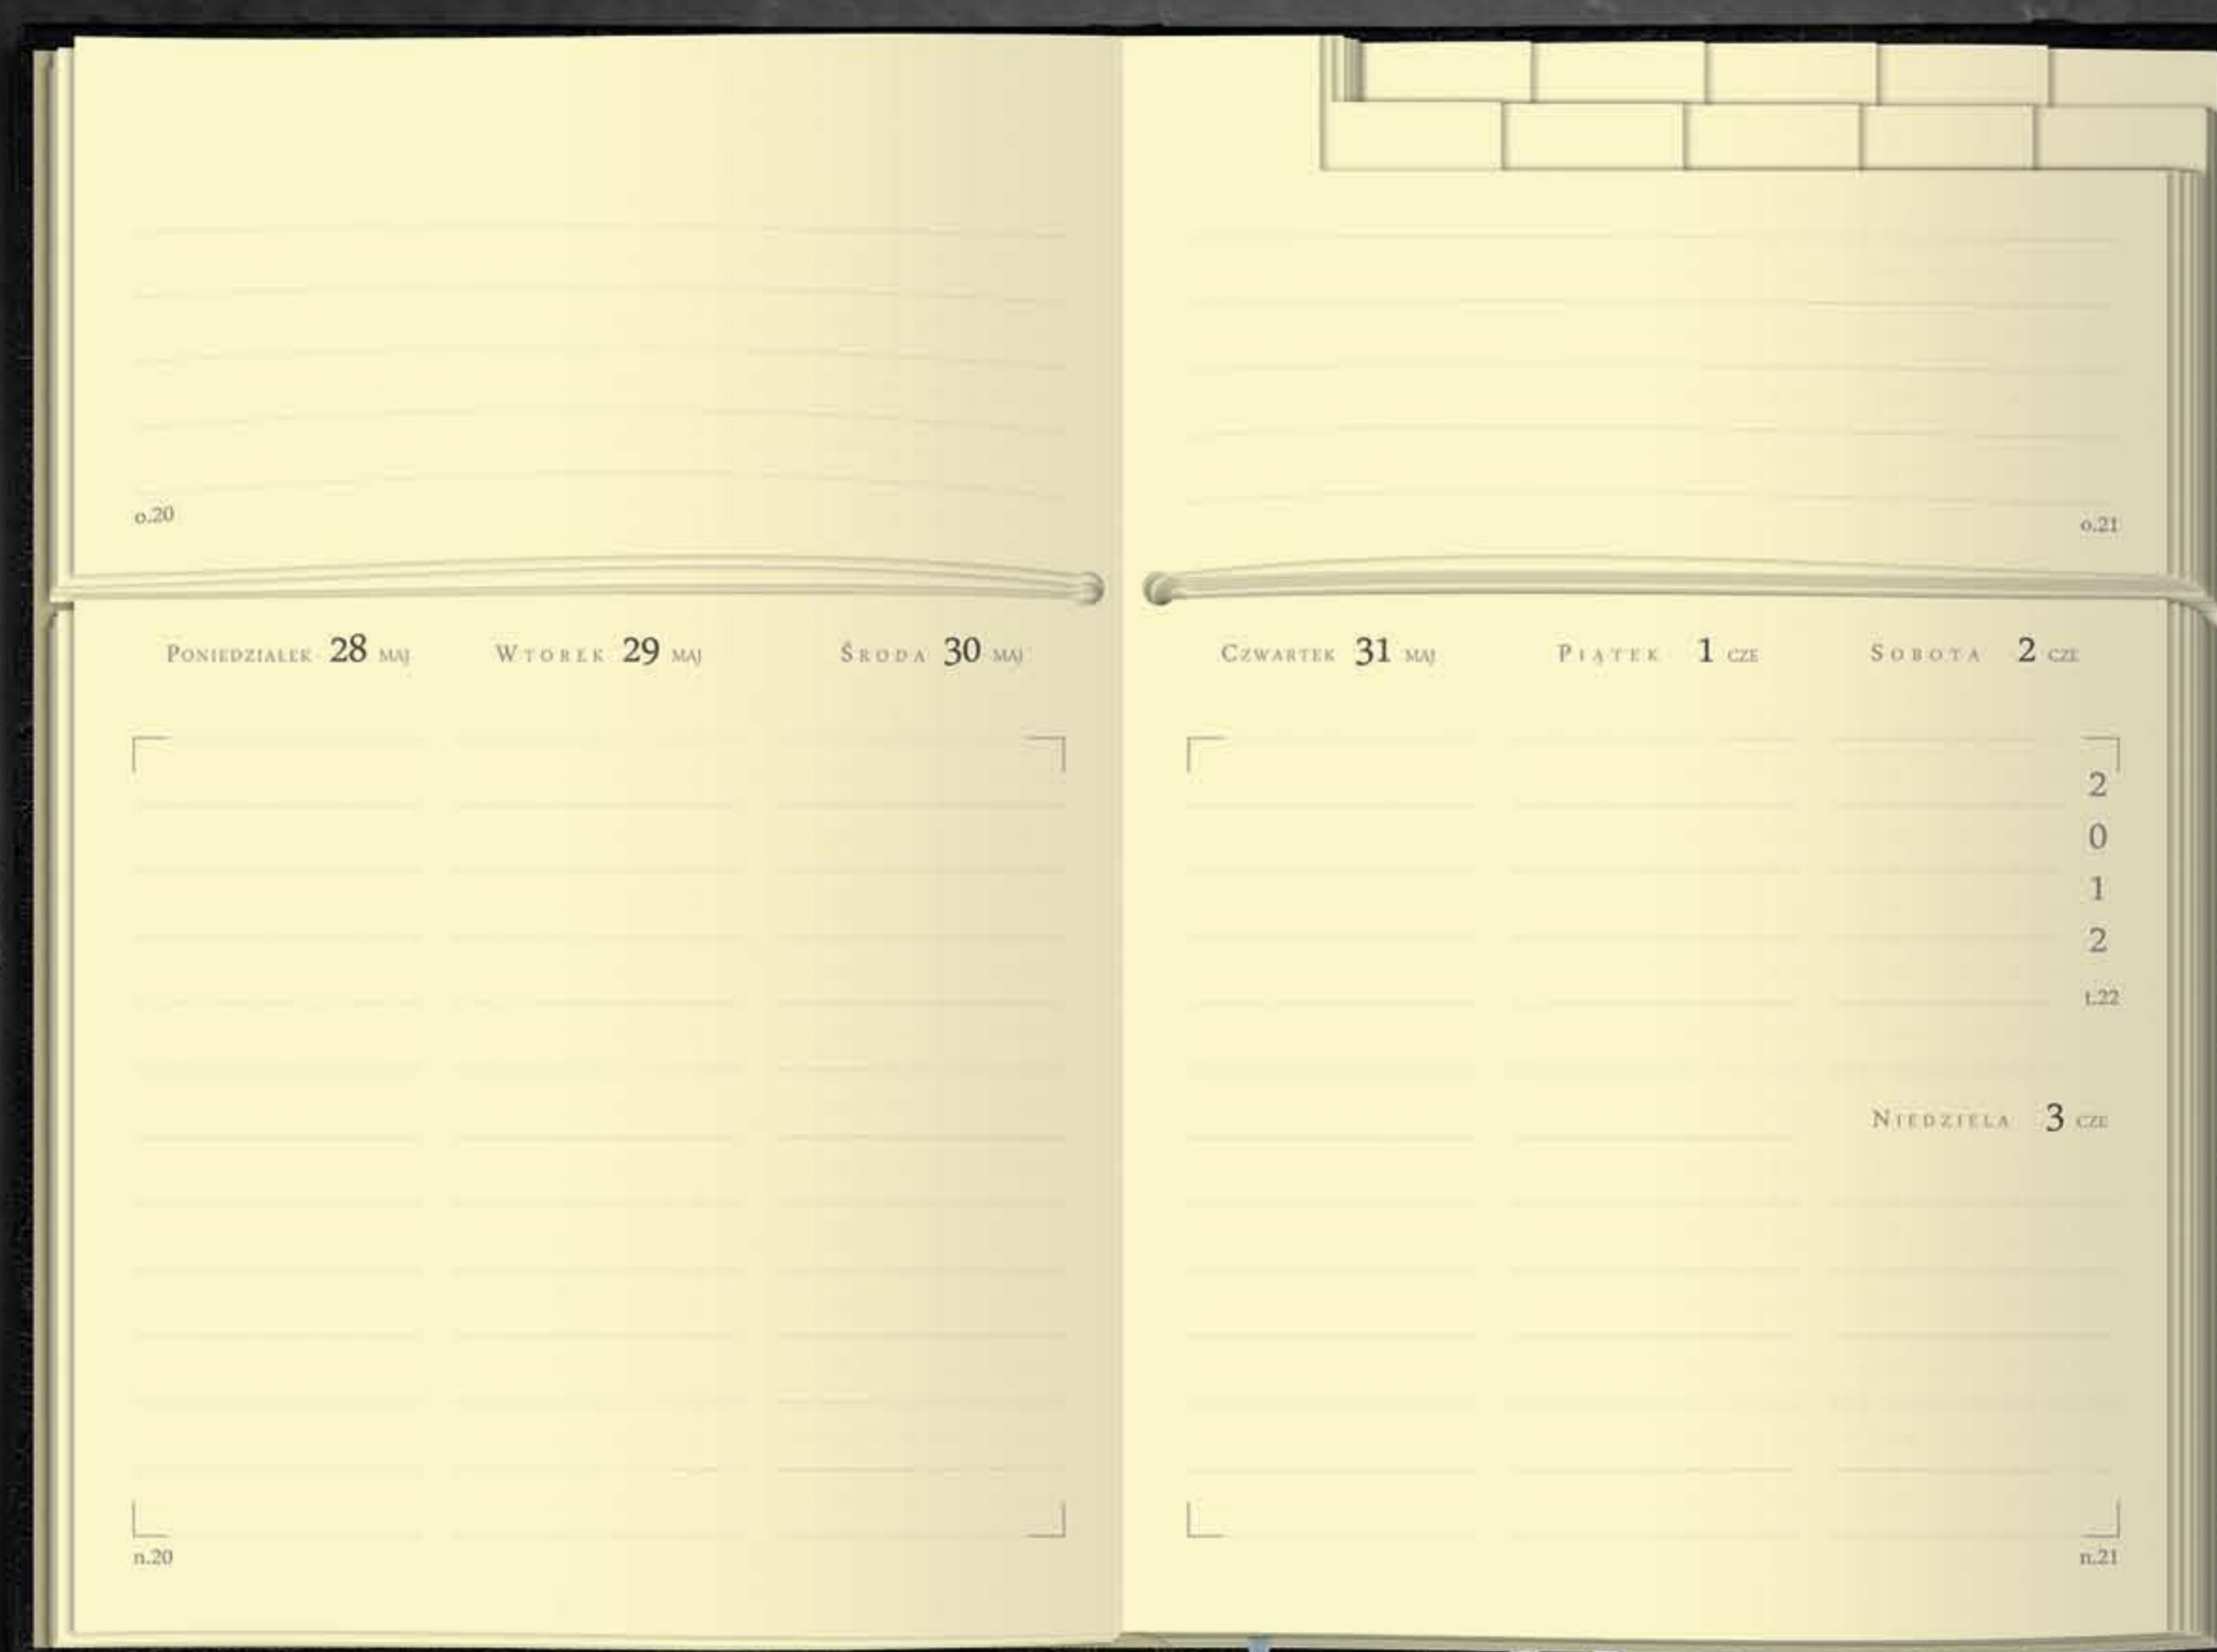 o.20
o.21
PONIEDZIAŁEK 28 MAJ
WTOREK 29 MAJ
ŚRODA 30 MAJ
CZWARTEK 31 MAJ
PIĄTEK 1 CZE
SOBOTA 2 CZE
2
0
1
2
t.22
NIEDZIELA 3 CZE
n.20
n.21